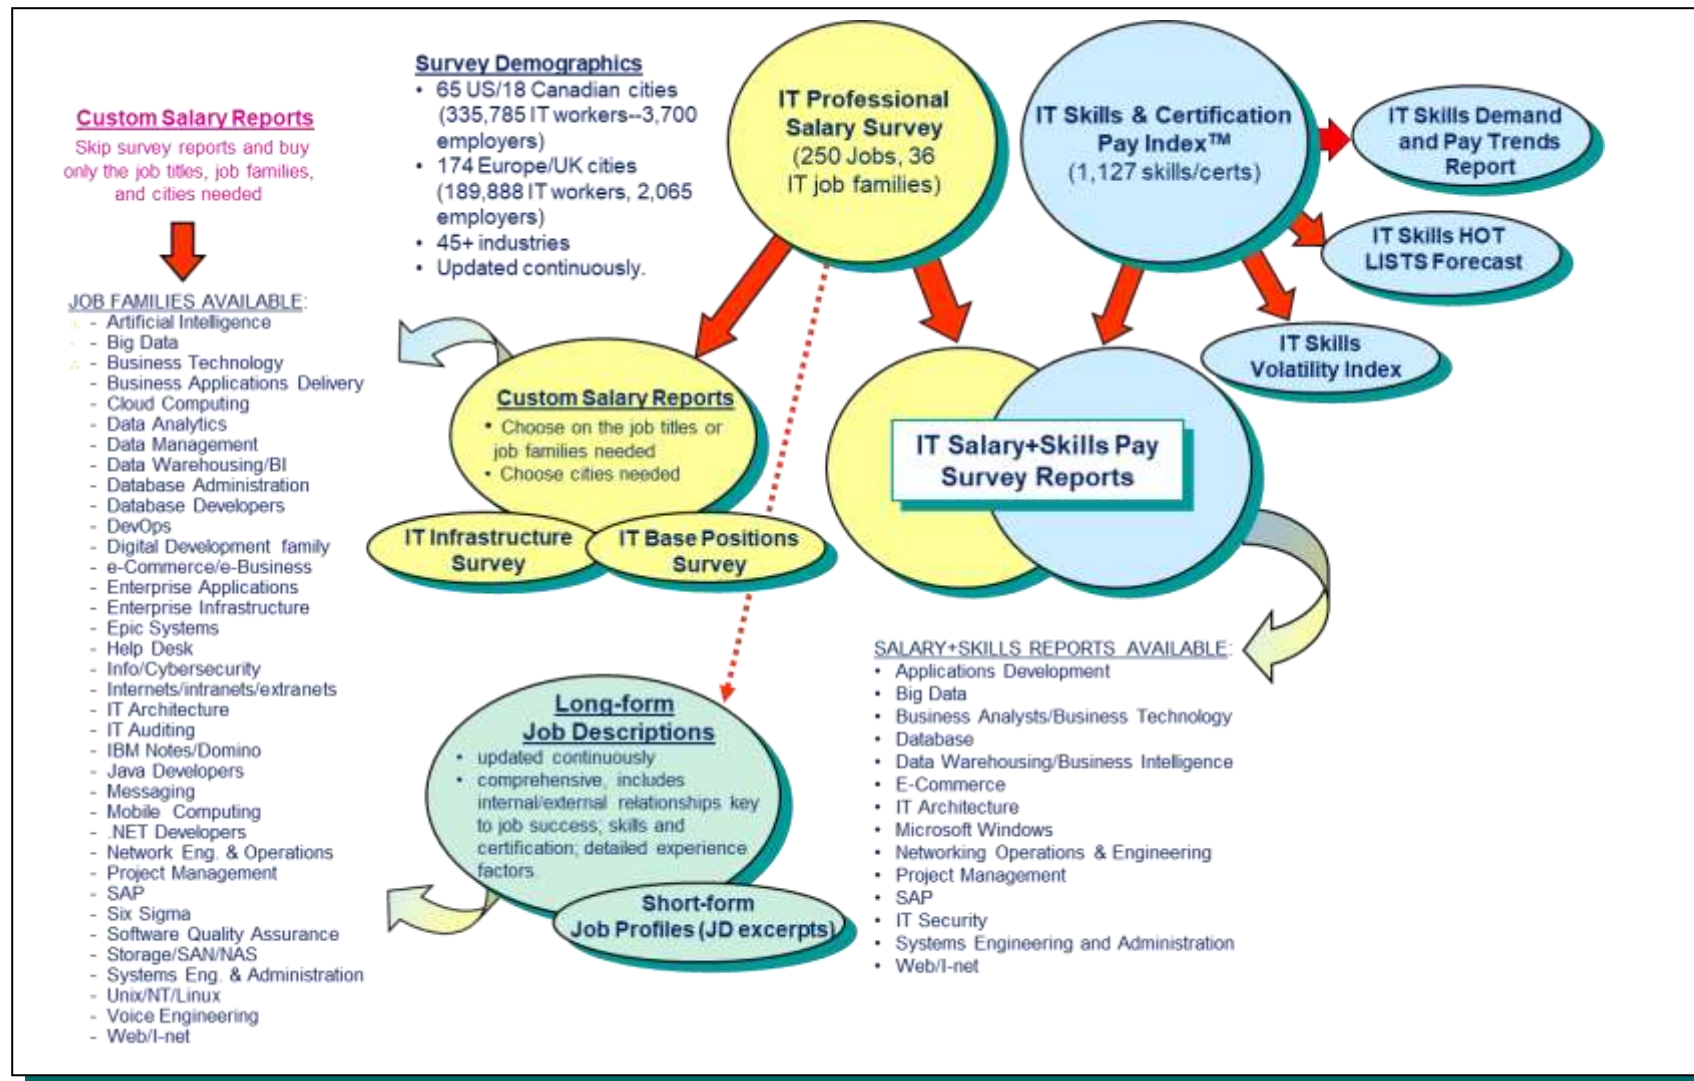 Custom Salary Reports
Skip survey reports and buy
only the job titles, job families,
and cities needed
JOB FAMILIES AVAILABLE:
- Artificial Intelligence
- Big Data
- Business Technology
- Business Applications Delivery
- Cloud Computing
- Data Analytics
- Data Management
- Data Warehousing/BI
- Database Administration
- Database Developers
- DevOps
- Digital Development family
- e-Commerce/e-Business
- Enterprise Applications
- Enterprise Infrastructure
- Epic Systems
- Help Desk
- Info/Cybersecurity
- Internets/intranets/extranets
- IT Architecture
- IT Auditing
- IBM Notes/Domino
- Java Developers
- Messaging
- Mobile Computing
- .NET Developers
- Network Eng. & Operations
- Project Management
- SAP
- Six Sigma
- Software Quality Assurance
- Storage/SAN/NAS
- Systems Eng. & Administration
- Unix/NT/Linux
- Voice Engineering
- Web/I-net
Survey Demographics
• 65 US/18 Canadian cities
(335,785 IT workers--3,700
employers)
• 174 Europe/UK cities
(189,888 IT workers, 2,065
employers)
• 45+ industries
• Updated continuously.
IT Professional
Salary Survey
(250 Jobs, 36
IT job families)
IT Skills & Certification
Pay Index™
(1,127 skills/certs)
IT Skills Demand
and Pay Trends
Report
IT Skills HOT
LISTS Forecast
IT Skills
Volatility Index
Custom Salary Reports
• Choose on the job titles or
job families needed
• Choose cities needed
IT Infrastructure
Survey
IT Base Positions
Survey
IT Salary+Skills Pay
Survey Reports
Long-form
Job Descriptions
• updated continuously
• comprehensive, includes
internal/external relationships key
to job success; skills and
certification; detailed experience
factors.
Short-form
Job Profiles (JD excerpts)
SALARY+SKILLS REPORTS AVAILABLE:
• Applications Development
• Big Data
• Business Analysts/Business Technology
• Database
• Data Warehousing/Business Intelligence
• E-Commerce
• IT Architecture
• Microsoft Windows
• Networking Operations & Engineering
• Project Management
• SAP
• IT Security
• Systems Engineering and Administration
• Web/I-net